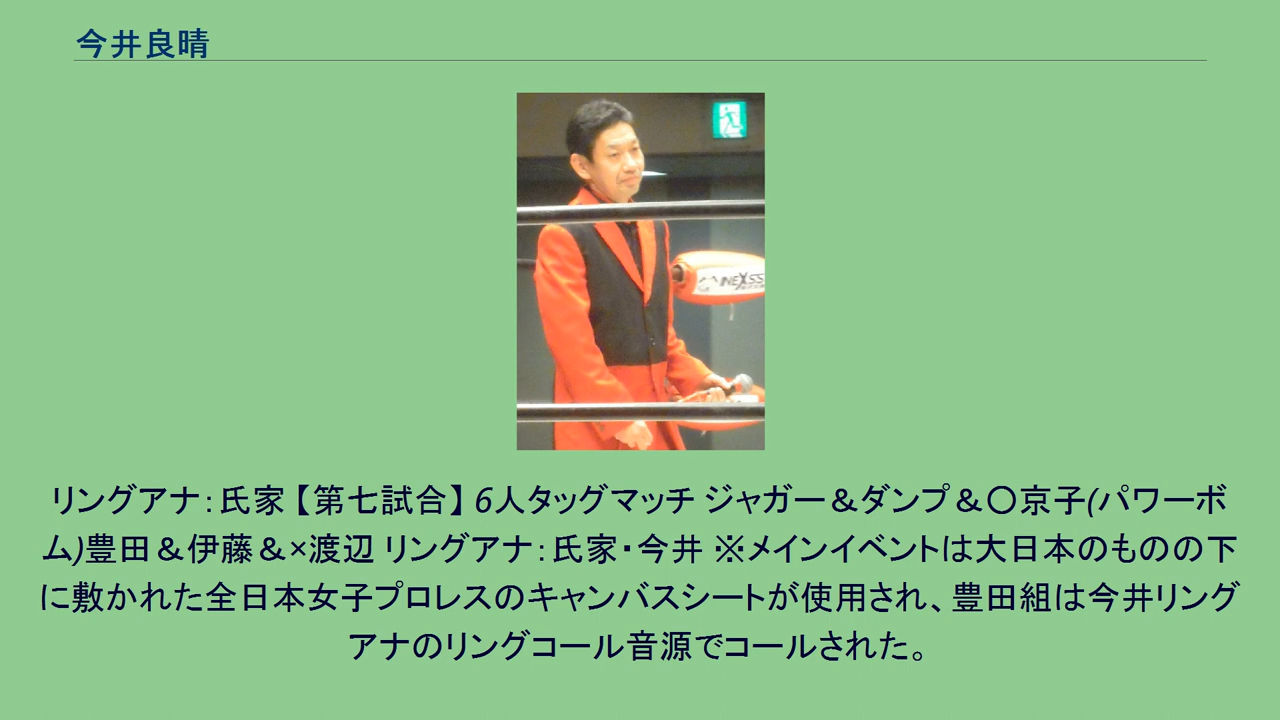 今井良晴
INEXSS
リングアナ：氏家 【第七試合】 6人タッグマッチ ジャガー＆ダンプ＆〇京子(パワーボ
ム)豊田＆伊藤＆×渡辺 リングアナ：氏家・今井 ※メインイベントは大日本のものの下
に敷かれた全日本女子プロレスのキャンバスシートが使用され、豊田組は今井リング
アナのリングコール音源でコールされた。